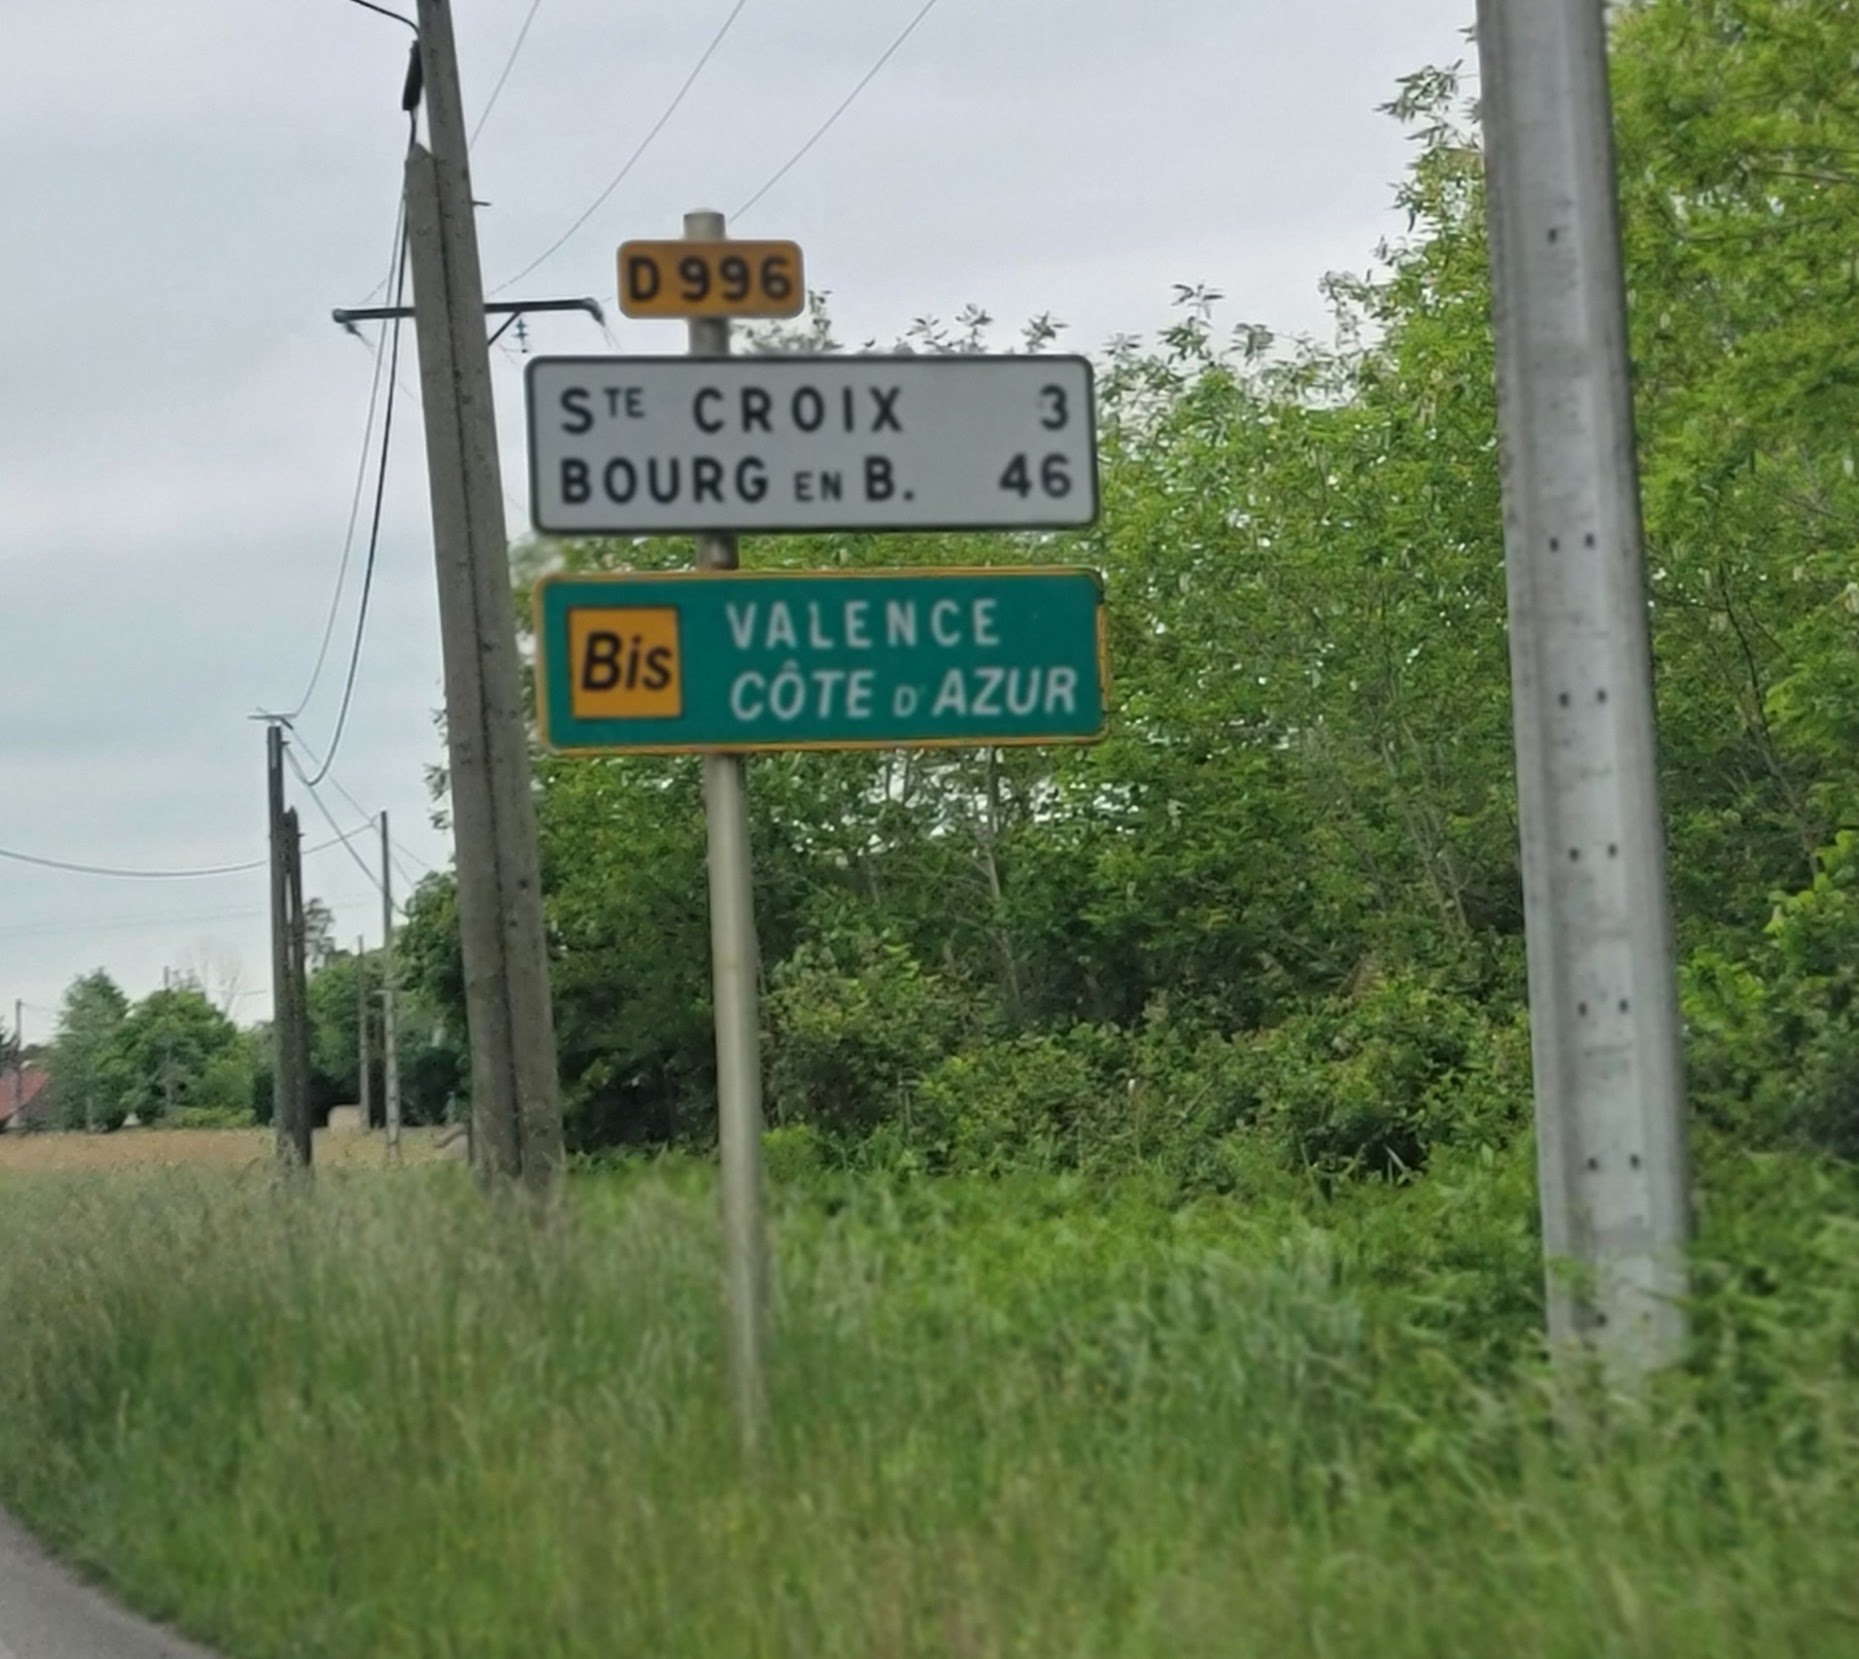 D 996
STE CROIX 3
BOURG EN B. 46
Bis
VALENCE
CÔTE D'AZUR